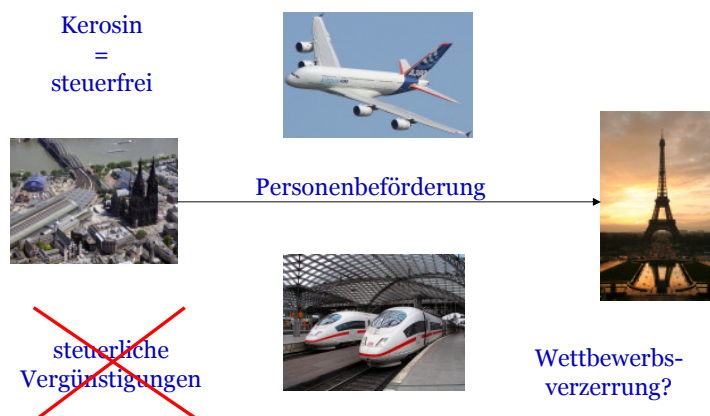 Kerosin
=
steuerfrei
Personenbeförderung
steuerliche
Vergünstigungen
Wettbewerbs-
verzerrung?